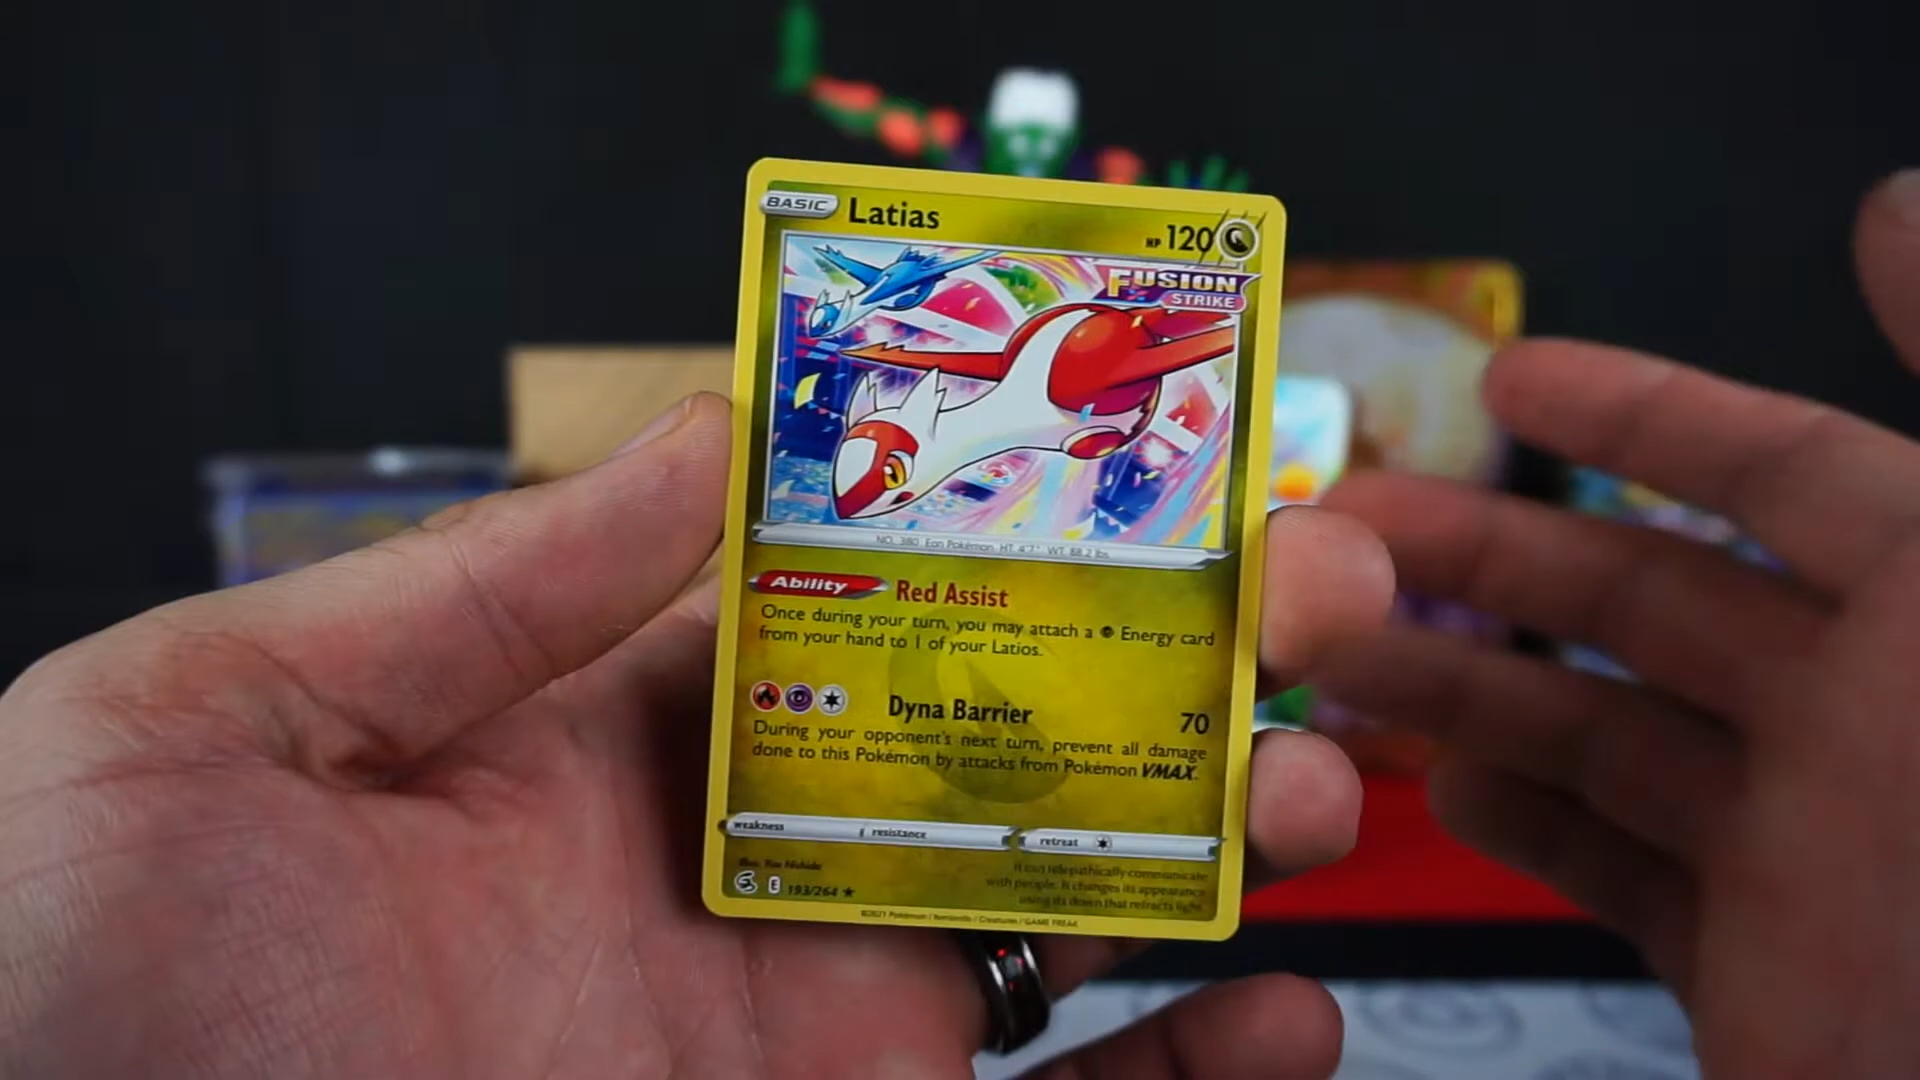 BASIC Latias HP 120
FUSION
STRIKE
NO. 380 Eon Pokémon HT 4'7" WT 88.2 lbs.
Ability Red Assist
Once during your turn, you may attach a Energy card
from your hand to 1 of your Latios.
Dyna Barrier 70
During your opponent's next turn, prevent all damage
done to this Pokémon by attacks from Pokémon VMAX.
weakness resistance retreat
Illus. Yuu Nishida
It can telepathically communicate
with people. It changes its appearance
using its down that refracts light.
E 193/264
©2021 Pokémon / Nintendo / Creatures / GAME FREAK